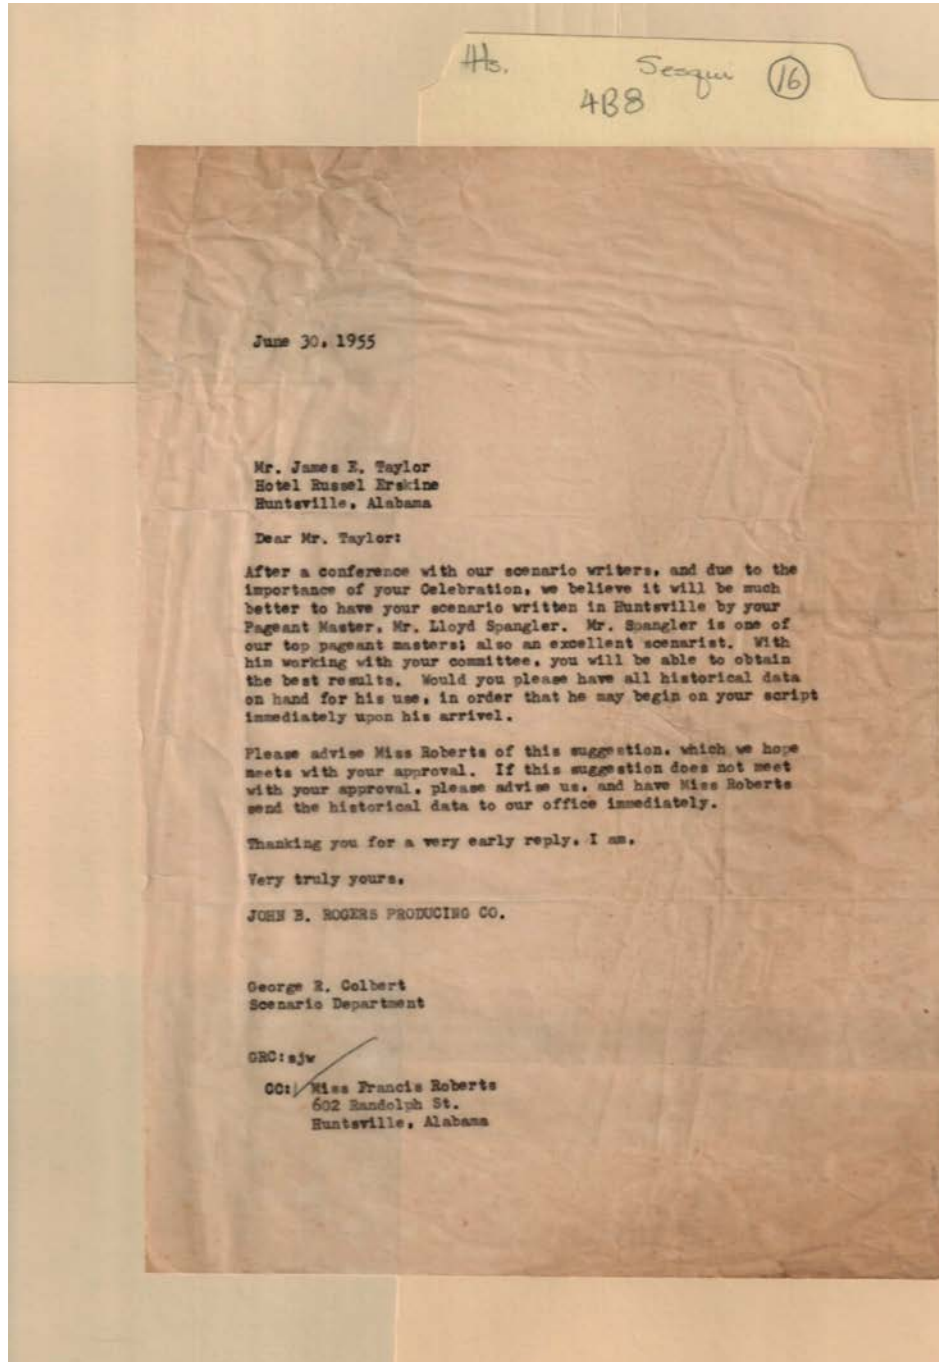 Hs. Sesqui 16
4B8
June 30, 1955
Mr. James E. Taylor
Hotel Russel Erskine
Huntsville, Alabama
Dear Mr. Taylor:
After a conference with our scenario writers, and due to the
importance of your Celebration, we believe it will be much
better to have your scenario written in Huntsville by your
Pageant Master, Mr. Lloyd Spangler. Mr. Spangler is one of
our top pageant masters; also an excellent scenarist. With
him working with your committee, you will be able to obtain
the best results. Would you please have all historical data
on hand for his use, in order that he may begin on your script
immediately upon his arrivel.
Please advise Miss Roberts of this suggestion, which we hope
meets with your approval. If this suggestion does not meet
with your approval, please advise us, and have Miss Roberts
send the historical data to our office immediately.
Thanking you for a very early reply, I am,
Very truly yours,
JOHN B. ROGERS PRODUCING CO.
George R. Colbert
Scenario Department
GRC:sjw
CC: Miss Francis Roberts
602 Randolph St.
Huntsville, Alabama